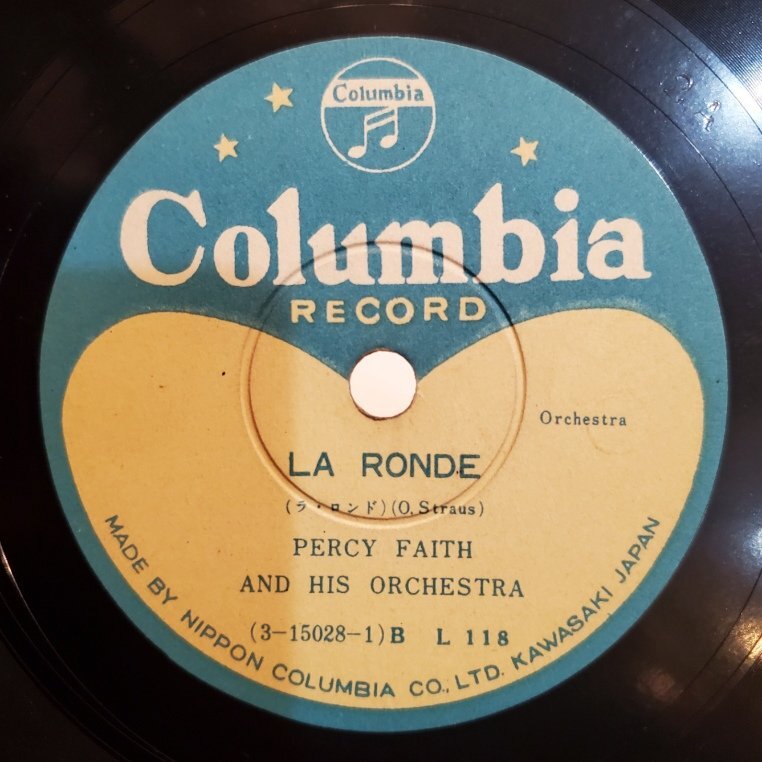 Columbia
Columbia
RECORD
Orchestra
LA RONDE
(ラ・ロンド)(O. Straus)
PERCY FAITH
AND HIS ORCHESTRA
(3-15028-1)B L 118
MADE BY NIPPON COLUMBIA CO., LTD. KAWASAKI JAPAN